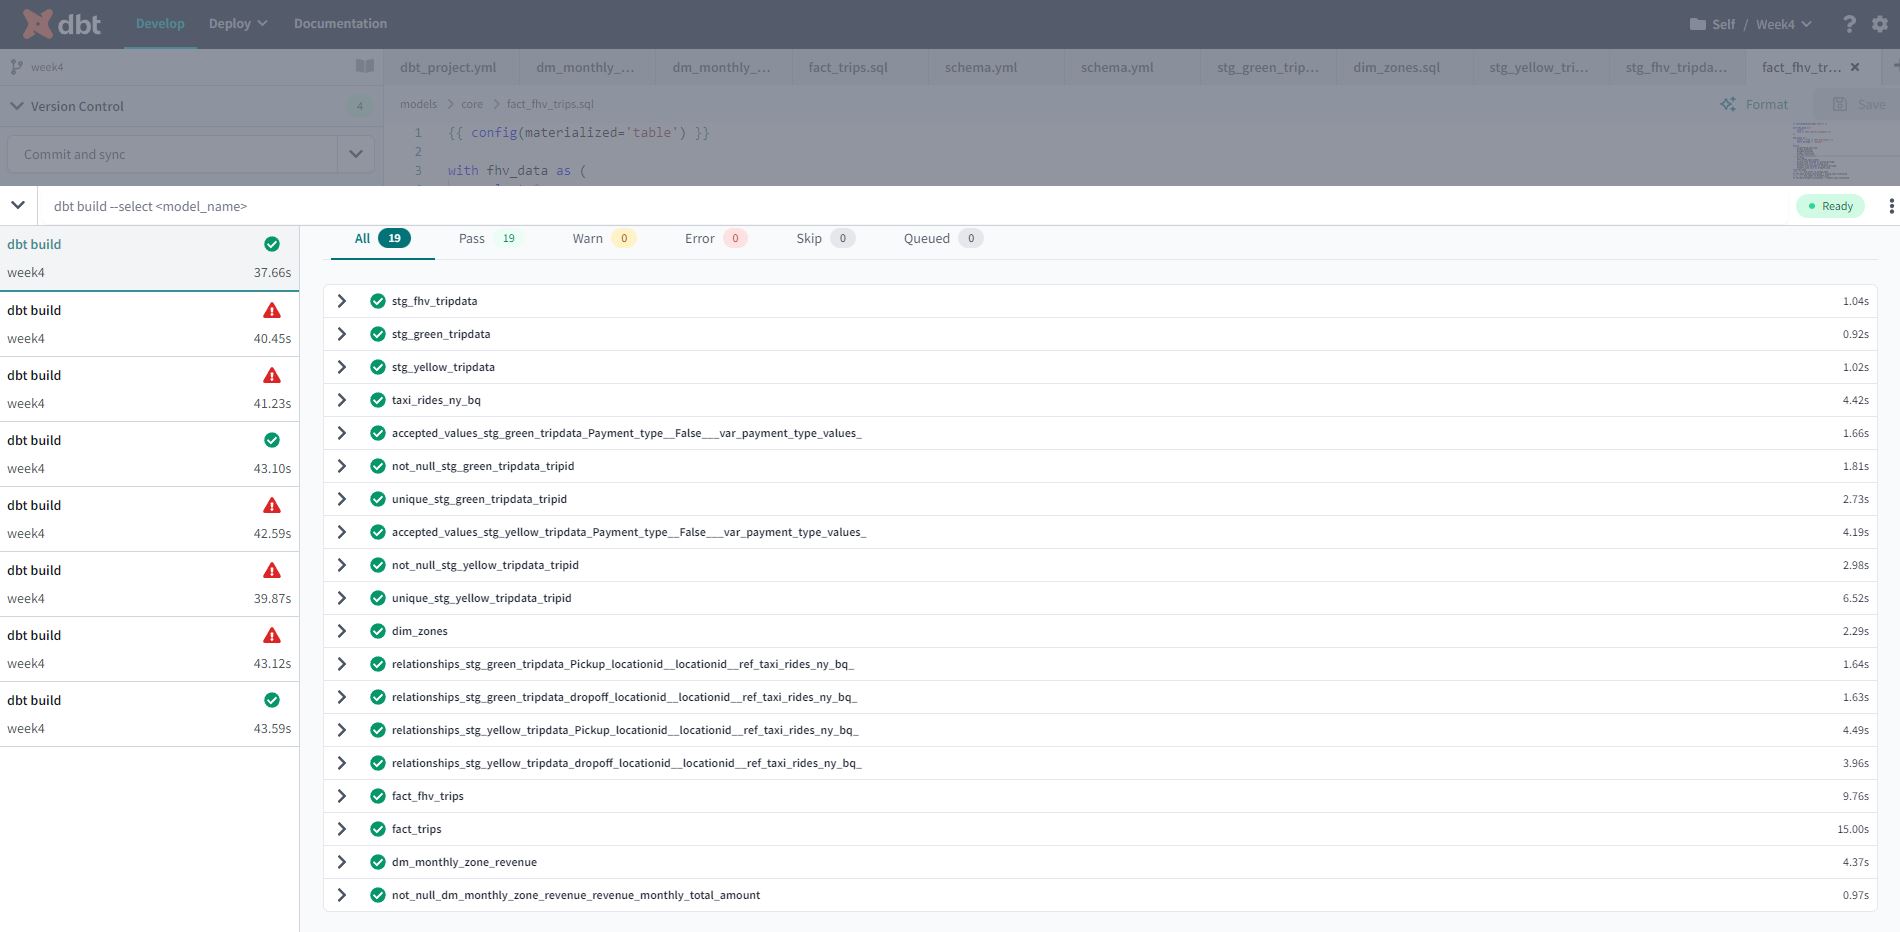 dbt Develop Deploy Documentation Self / Week4 ?
week4 dbt_project.yml dm_monthly_... dm_monthly_... fact_trips.sql schema.yml schema.yml stg_green_trip... dim_zones.sql stg_yellow_tri... stg_fhv_tripda... fact_fhv_tr...
Version Control 4 models core fact_fhv_trips.sql Format Save
Commit and sync
1 {{ config(materialized='table') }}
2
3 with fhv_data as (
dbt build --select <model_name> Ready
All 19 Pass 19 Warn 0 Error 0 Skip 0 Queued 0
dbt build
week4 37.66s
dbt build
week4 40.45s
dbt build
week4 41.23s
dbt build
week4 43.10s
dbt build
week4 42.59s
dbt build
week4 39.87s
dbt build
week4 43.12s
dbt build
week4 43.59s
stg_fhv_tripdata 1.04s
stg_green_tripdata 0.92s
stg_yellow_tripdata 1.02s
taxi_rides_ny_bq 4.42s
accepted_values_stg_green_tripdata_Payment_type__False___var_payment_type_values_ 1.66s
not_null_stg_green_tripdata_tripid 1.81s
unique_stg_green_tripdata_tripid 2.73s
accepted_values_stg_yellow_tripdata_Payment_type__False___var_payment_type_values_ 4.19s
not_null_stg_yellow_tripdata_tripid 2.98s
unique_stg_yellow_tripdata_tripid 6.52s
dim_zones 2.29s
relationships_stg_green_tripdata_Pickup_locationid__locationid__ref_taxi_rides_ny_bq_ 1.64s
relationships_stg_green_tripdata_dropoff_locationid__locationid__ref_taxi_rides_ny_bq_ 1.63s
relationships_stg_yellow_tripdata_Pickup_locationid__locationid__ref_taxi_rides_ny_bq_ 4.49s
relationships_stg_yellow_tripdata_dropoff_locationid__locationid__ref_taxi_rides_ny_bq_ 3.96s
fact_fhv_trips 9.76s
fact_trips 15.00s
dm_monthly_zone_revenue 4.37s
not_null_dm_monthly_zone_revenue_revenue_monthly_total_amount 0.97s